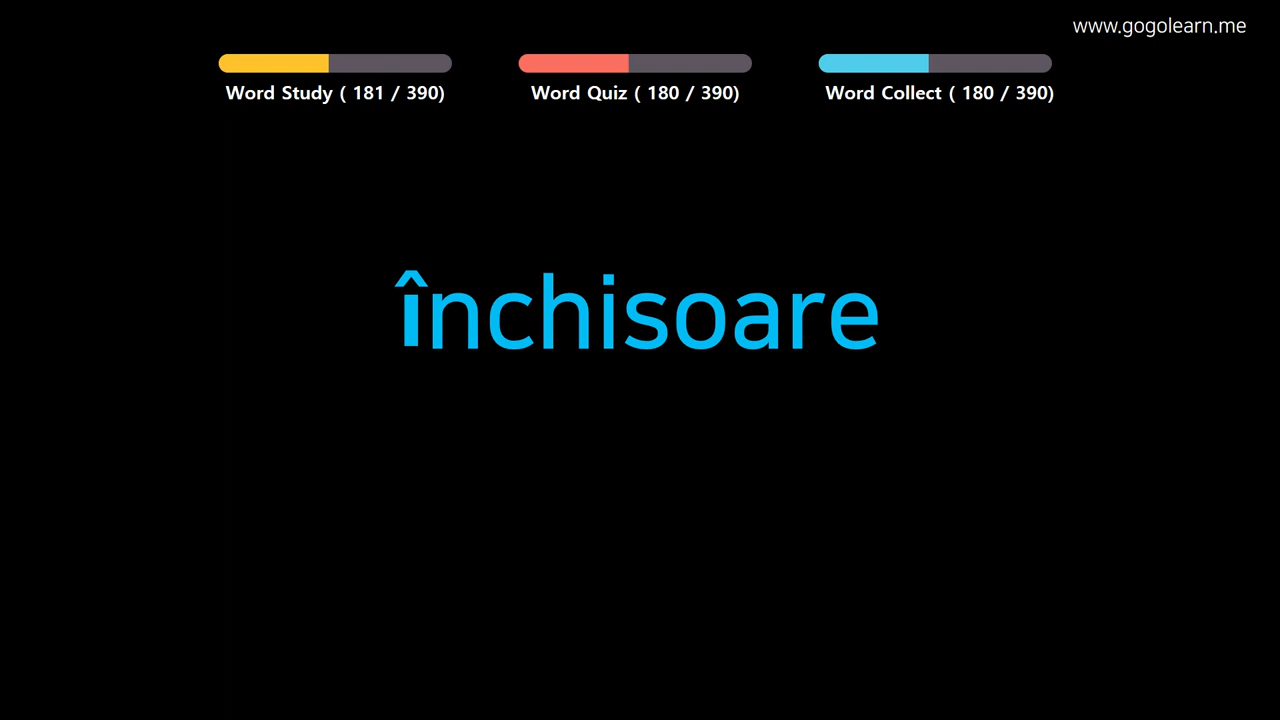 www.gogolearn.me
Word Study ( 181 / 390)
Word Quiz ( 180 / 390)
Word Collect ( 180 / 390)
închisoare